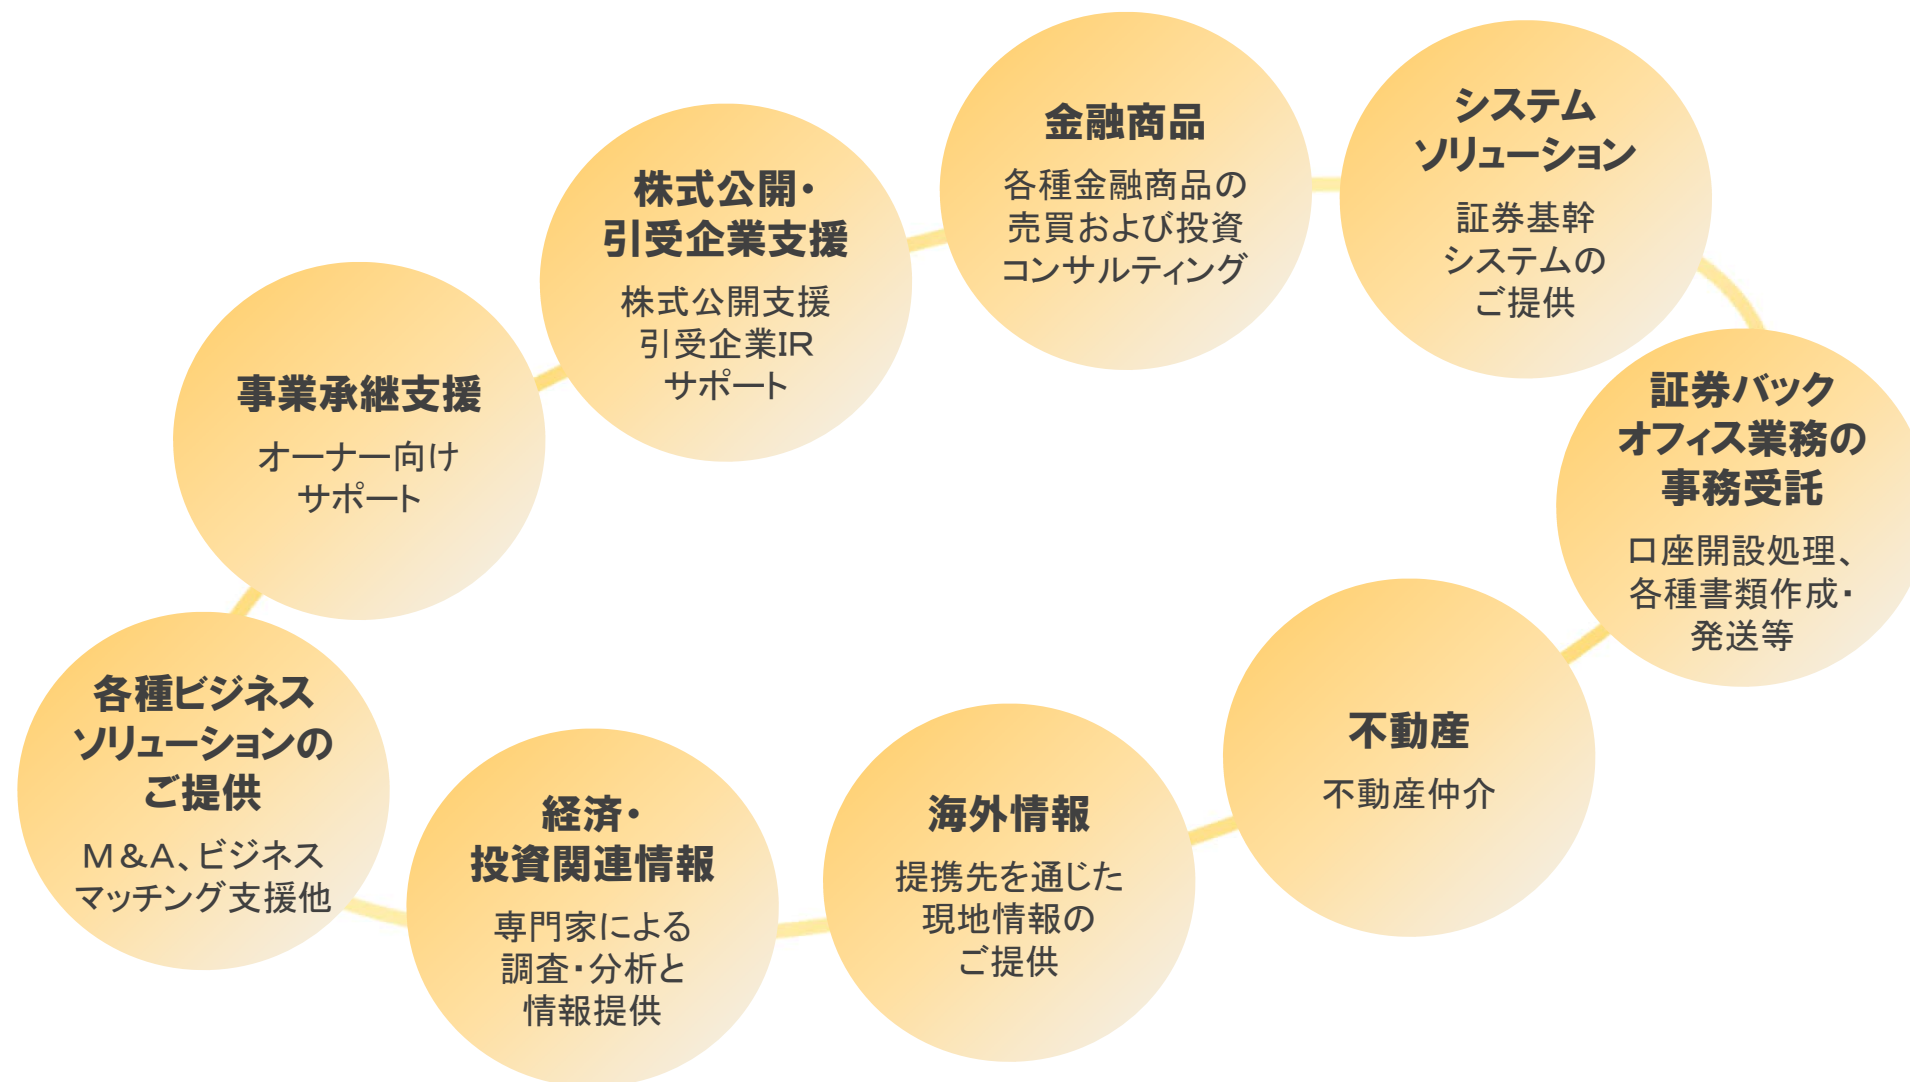 金融商品
各種金融商品の
売買および投資
コンサルティング
システム
ソリューション
証券基幹
システムの
ご提供
株式公開・
引受企業支援
株式公開支援
引受企業IR
サポート
事業承継支援
オーナー向け
サポート
証券バック
オフィス業務の
事務受託
口座開設処理、
各種書類作成・
発送等
各種ビジネス
ソリューションの
ご提供
M&A、ビジネス
マッチング支援他
経済・
投資関連情報
専門家による
調査・分析と
情報提供
海外情報
提携先を通じた
現地情報の
ご提供
不動産
不動産仲介